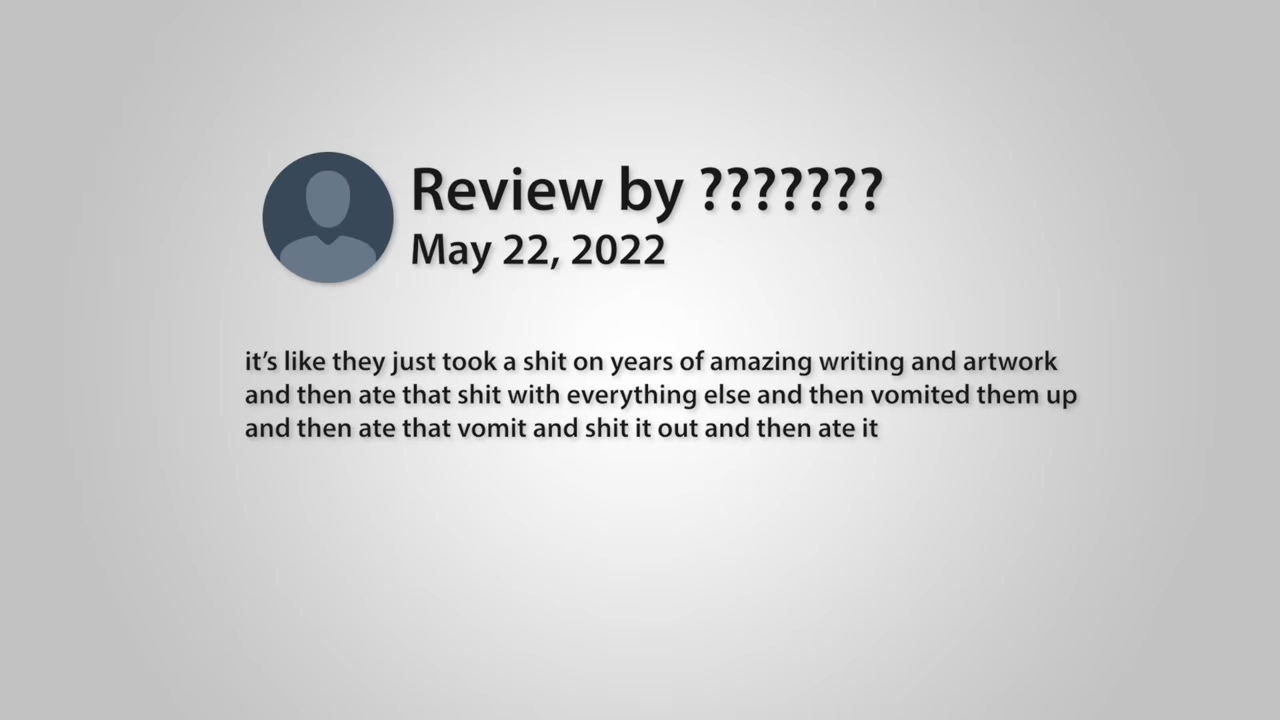 Review by ???????
May 22, 2022
it’s like they just took a shit on years of amazing writing and artwork
and then ate that shit with everything else and then vomited them up
and then ate that vomit and shit it out and then ate it